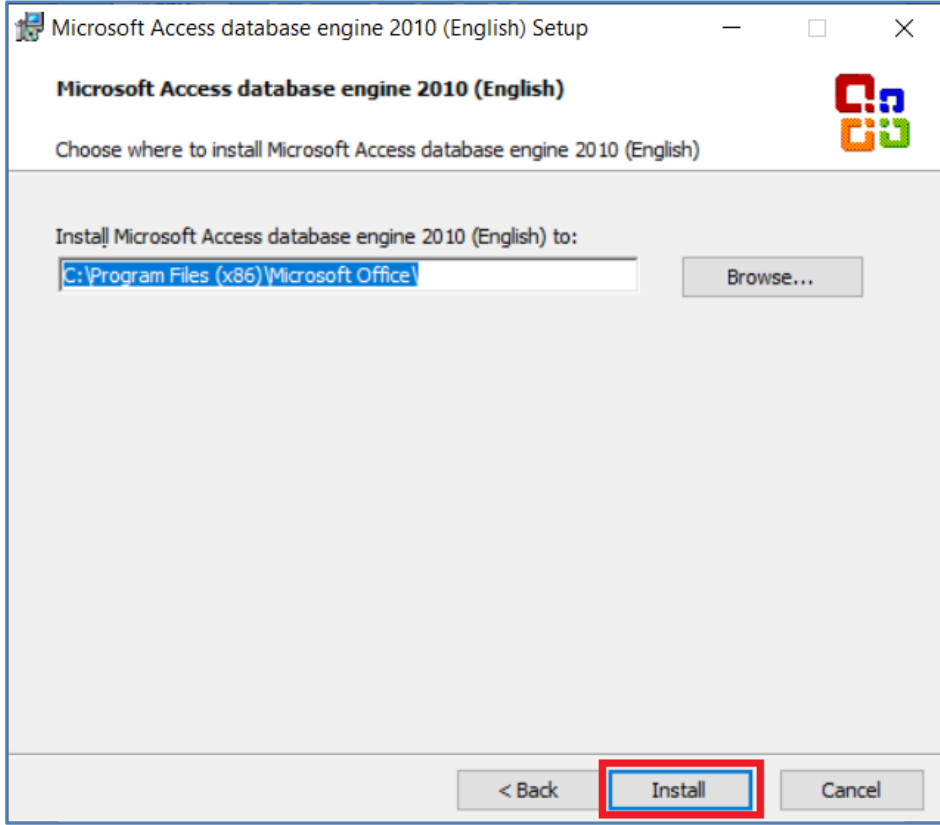 Microsoft Access database engine 2010 (English) Setup
Microsoft Access database engine 2010 (English)
Choose where to install Microsoft Access database engine 2010 (English)
Install Microsoft Access database engine 2010 (English) to:
C:\Program Files (x86)\Microsoft Office\
Browse...
< Back
Install
Cancel